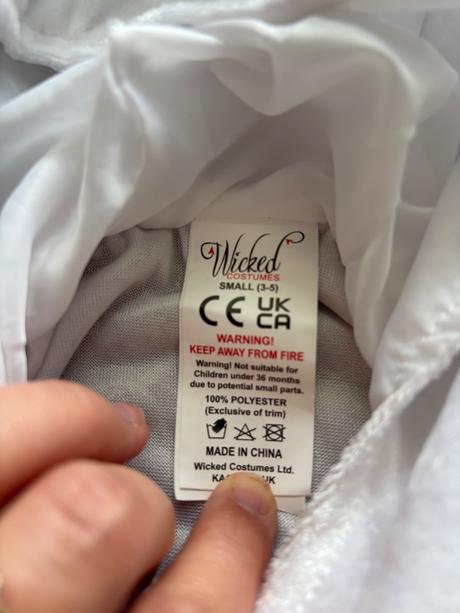 Wicked
COSTUMES
SMALL (3-5)
CE UK
CA
WARNING!
KEEP AWAY FROM FIRE
Warning! Not suitable for
Children under 36 months
due to potential small parts.
100% POLYESTER
(Exclusive of trim)
MADE IN CHINA
Wicked Costumes Ltd.
UK